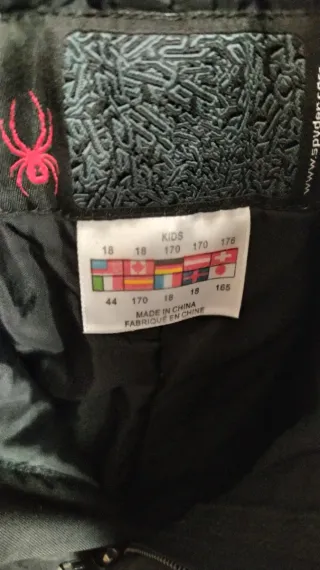 www.spyder.com
KIDS
18 18 170 170 176
44 170 18 18 165
MADE IN CHINA
FABRIQUÉ EN CHINE